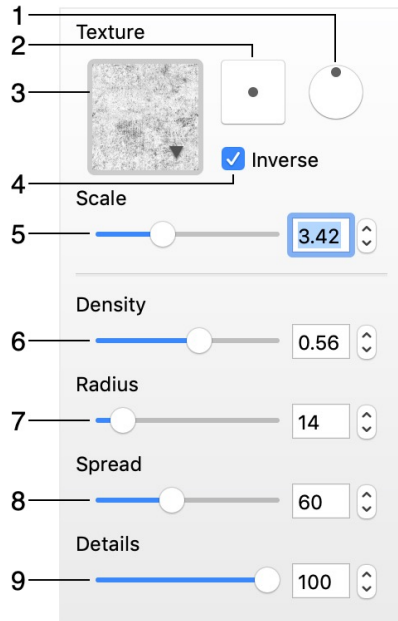 1
Texture
2
3
Inverse
4
Scale
5
3.42
Density
6
0.56
Radius
7
14
Spread
8
60
Details
9
100